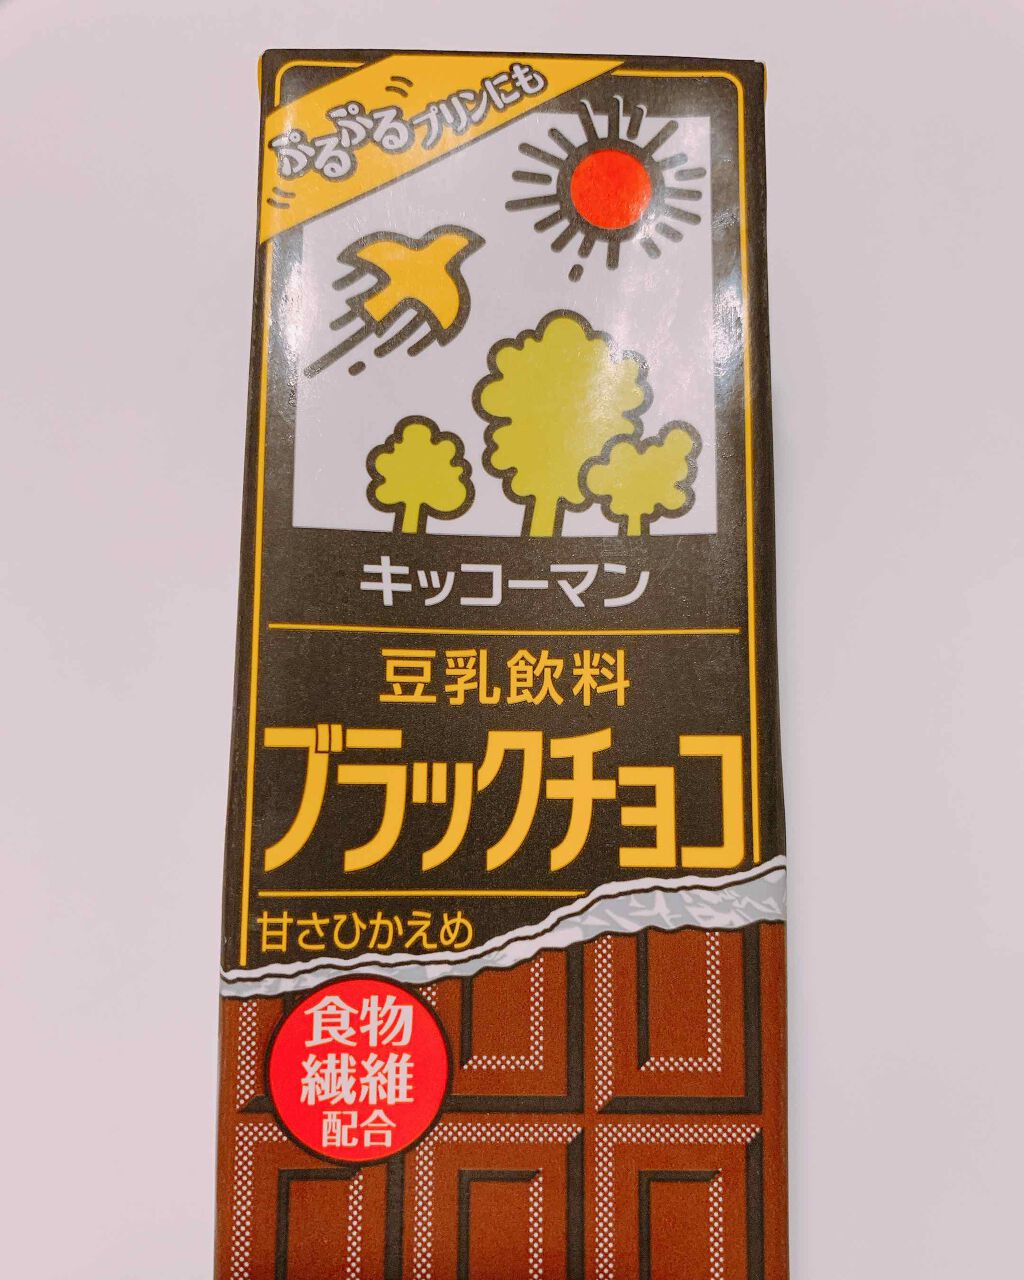 ぷるぷるプリンにも
キッコーマン
豆乳飲料
ブラックチョコ
甘さひかえめ
食物
繊維
配合